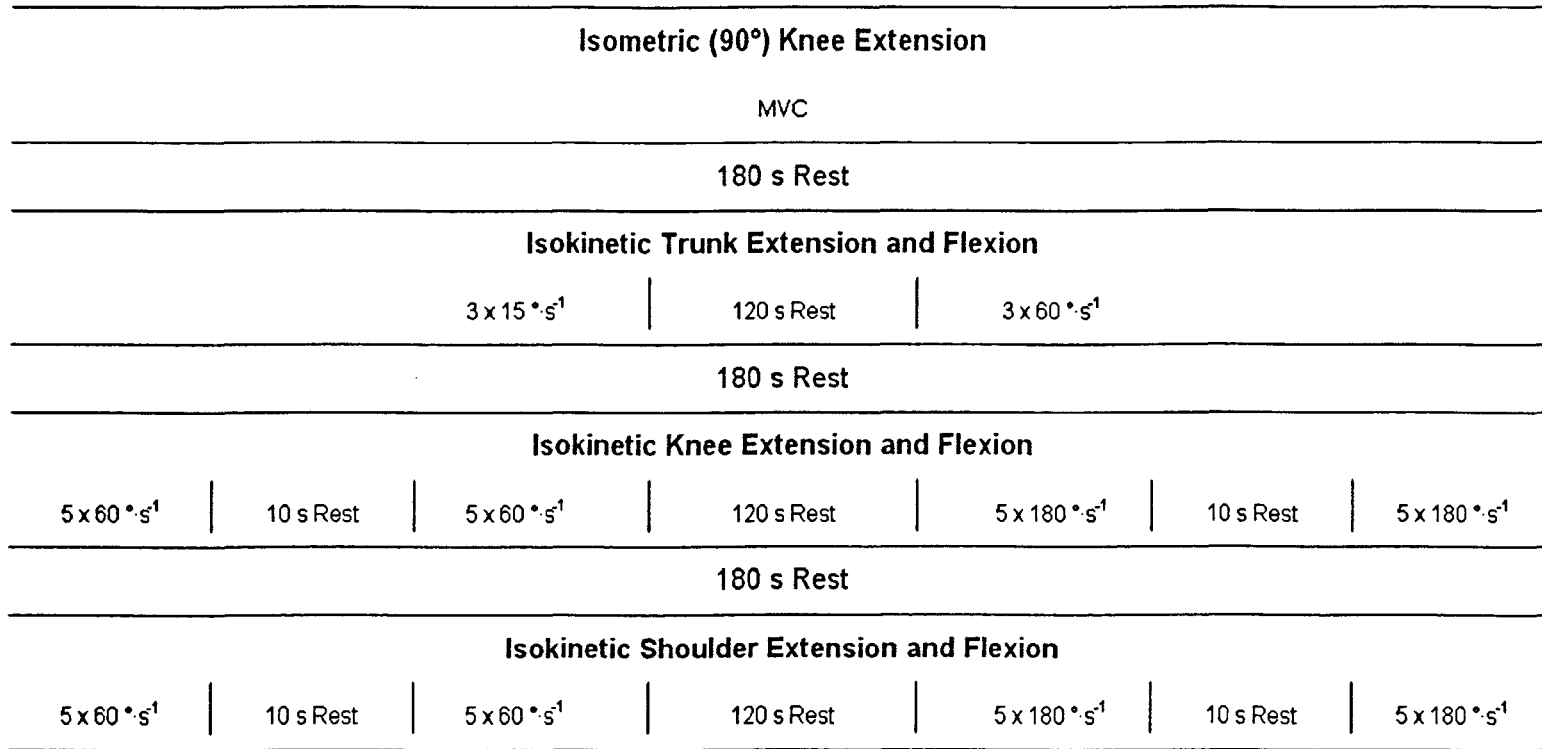 Isometric (90°) Knee Extension
MVC
180 s Rest
Isokinetic Trunk Extension and Flexion
3 x 15 °·s⁻¹ 120 s Rest 3 x 60 °·s⁻¹
180 s Rest
Isokinetic Knee Extension and Flexion
5 x 60 °·s⁻¹ 10 s Rest 5 x 60 °·s⁻¹ 120 s Rest 5 x 180 °·s⁻¹ 10 s Rest 5 x 180 °·s⁻¹
180 s Rest
Isokinetic Shoulder Extension and Flexion
5 x 60 °·s⁻¹ 10 s Rest 5 x 60 °·s⁻¹ 120 s Rest 5 x 180 °·s⁻¹ 10 s Rest 5 x 180 °·s⁻¹